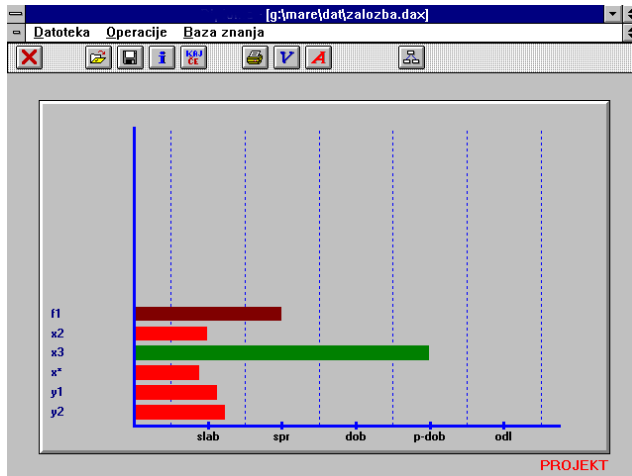 [g:\mare\dat\zalozba.dax]
Datoteka Operacije Baza znanja
KAJ
ČE
i V A
f1
x2
x3
x*
y1
y2
slab spr dob p-dob odl
PROJEKT